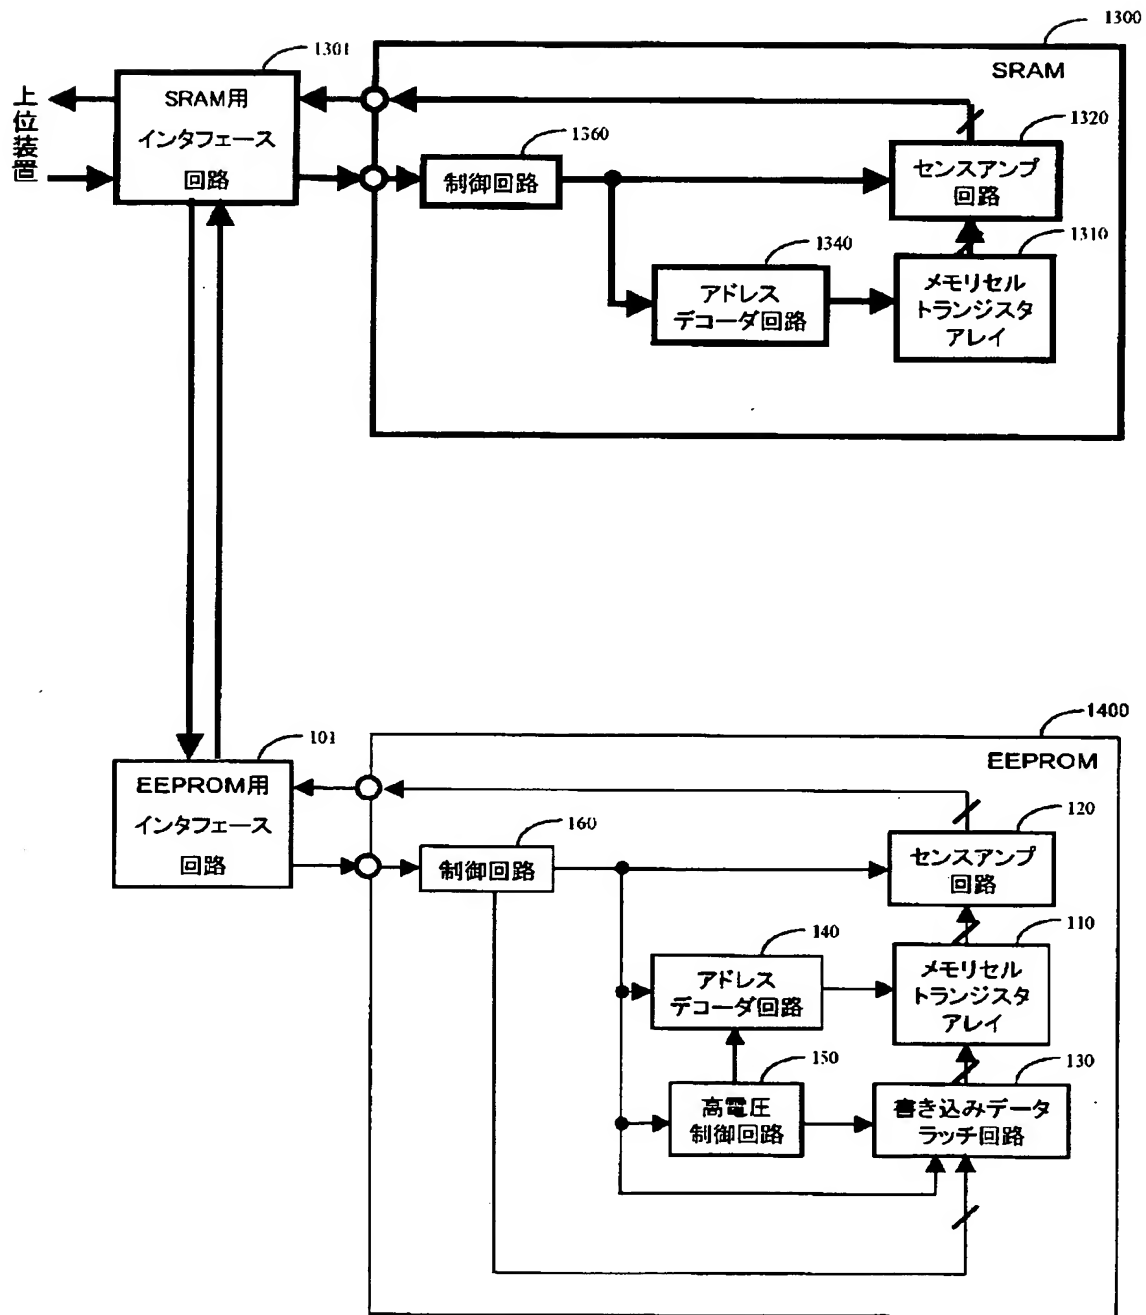 1300
1301
SRAM
上位装置
SRAM用
インタフェース
回路
1360
制御回路
1320
センスアンプ
回路
1340
アドレス
デコーダ回路
1310
メモリセル
トランジスタ
アレイ
1400
101
EEPROM
EEPROM用
インタフェース
回路
160
制御回路
120
センスアンプ
回路
140
アドレス
デコーダ回路
110
メモリセル
トランジスタ
アレイ
150
高電圧
制御回路
130
書き込みデータ
ラッチ回路